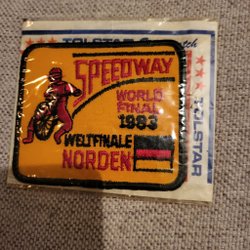 TOLSTAR
SPEEDWAY
WORLD
FINAL
1983
WELTFINALE
NORDEN
TOLSTAR